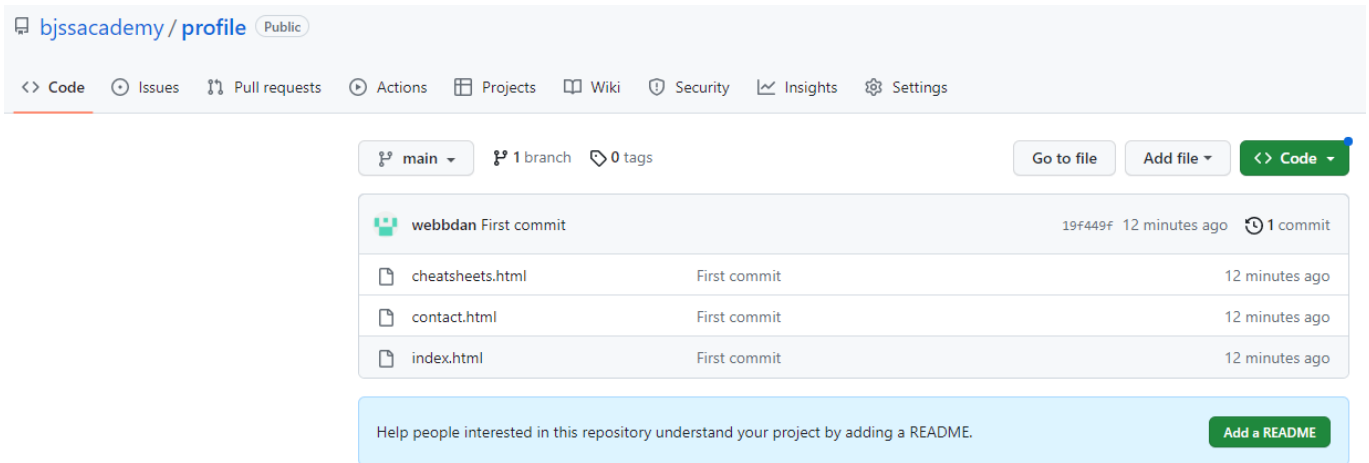 bjssacademy / profile Public
<> Code Issues Pull requests Actions Projects Wiki Security Insights Settings
main 1 branch 0 tags Go to file Add file <> Code
webbdan First commit 19f449f 12 minutes ago 1 commit
cheatsheets.html First commit 12 minutes ago
contact.html First commit 12 minutes ago
index.html First commit 12 minutes ago
Help people interested in this repository understand your project by adding a README. Add a README